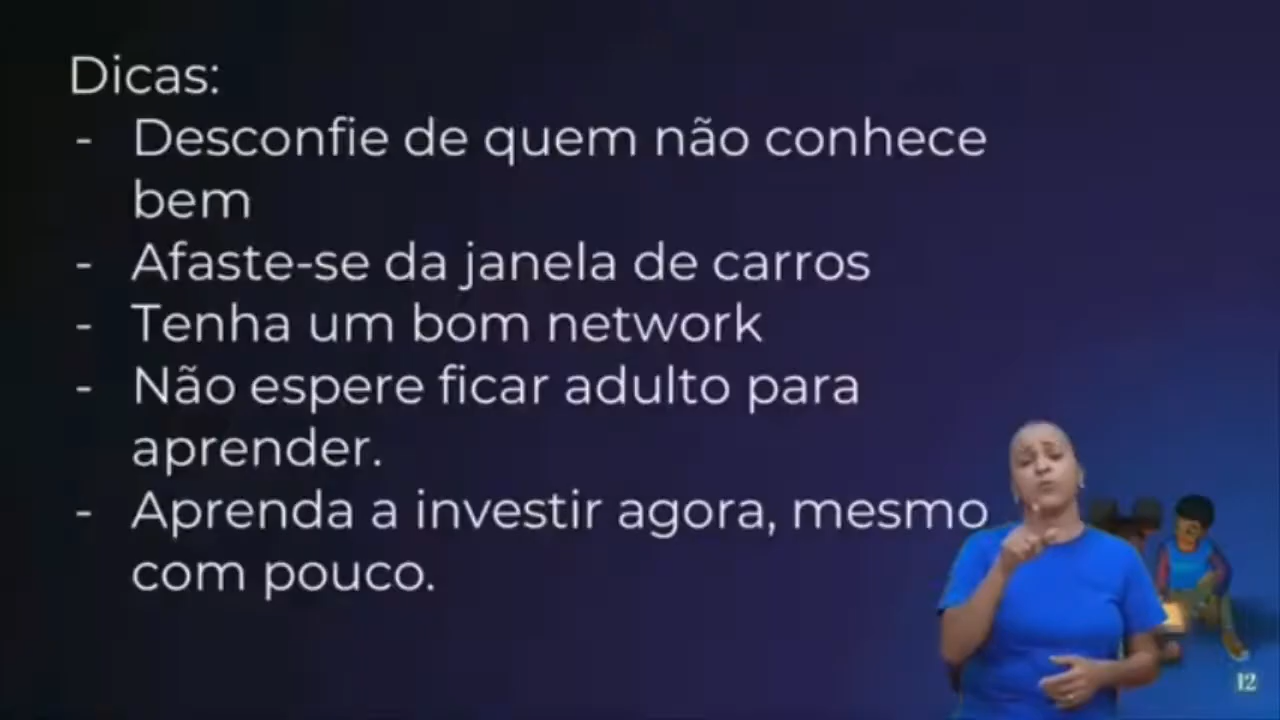 Dicas:
- Desconfie de quem não conhece
bem
- Afaste-se da janela de carros
- Tenha um bom network
- Não espere ficar adulto para
aprender.
- Aprenda a investir agora, mesmo
com pouco.
12